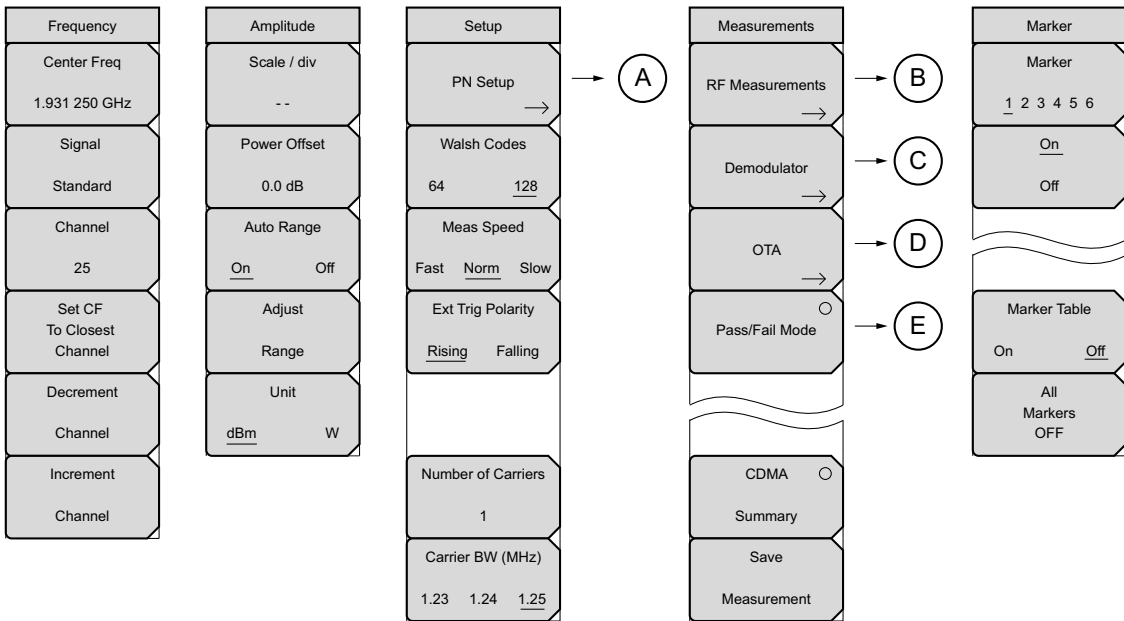 Frequency
Center Freq
1.931 250 GHz
Signal
Standard
Channel
25
Set CF
To Closest
Channel
Decrement
Channel
Increment
Channel
Amplitude
Scale / div
- -
Power Offset
0.0 dB
Auto Range
On Off
Adjust
Range
Unit
dBm W
Setup
PN Setup
A
Walsh Codes
64 128
Meas Speed
Fast Norm Slow
Ext Trig Polarity
Rising Falling
Number of Carriers
1
Carrier BW (MHz)
1.23 1.24 1.25
Measurements
RF Measurements
B
Demodulator
C
OTA
D
Pass/Fail Mode
E
CDMA
Summary
Save
Measurement
Marker
Marker
1 2 3 4 5 6
On
Off
Marker Table
On Off
All
Markers
OFF